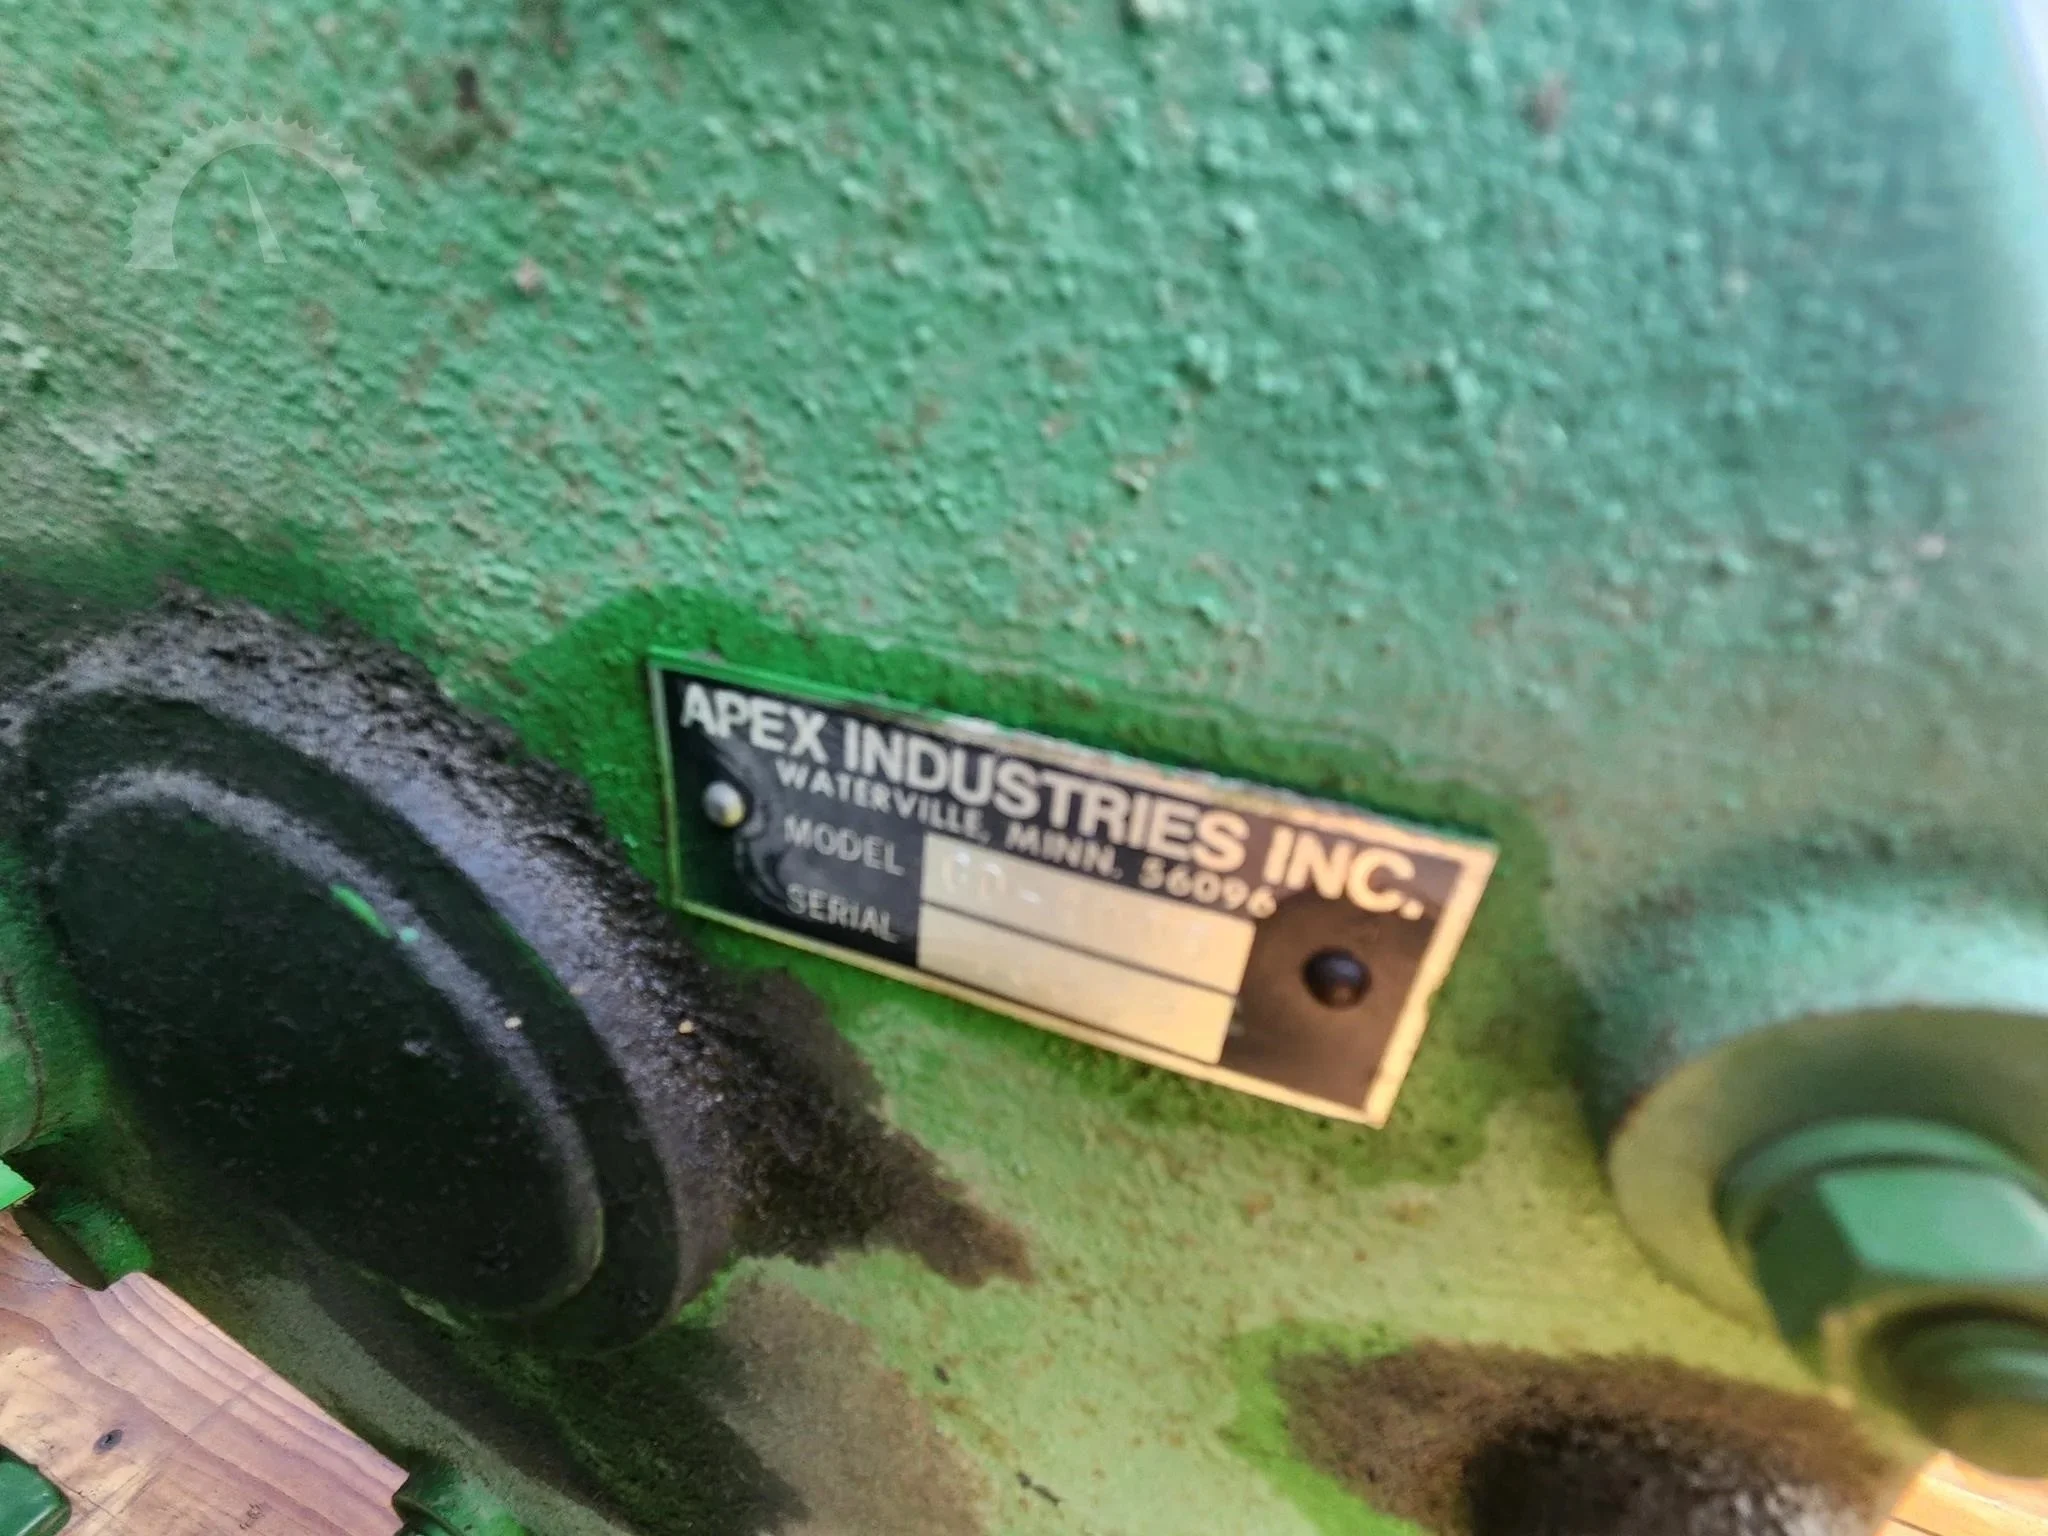 APEX INDUSTRIES INC.
WATERVILLE, MINN. 56096
MODEL
SERIAL